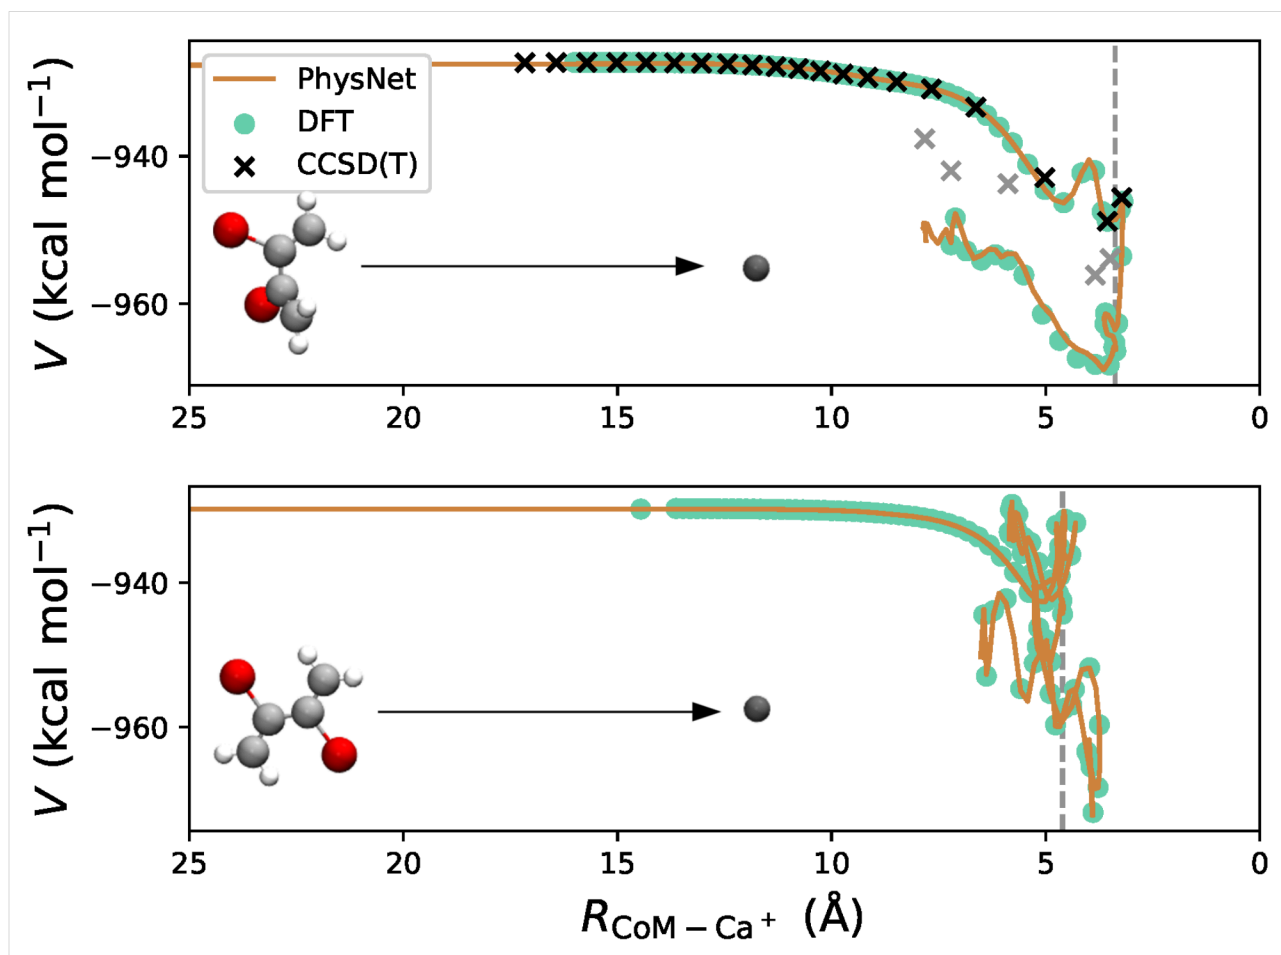 PhysNet
DFT
CCSD(T)
V (kcal mol⁻¹)
−940
−960
25 20 15 10 5 0
V (kcal mol⁻¹)
−940
−960
25 20 15 10 5 0
R_CoM − Ca⁺ (Å)